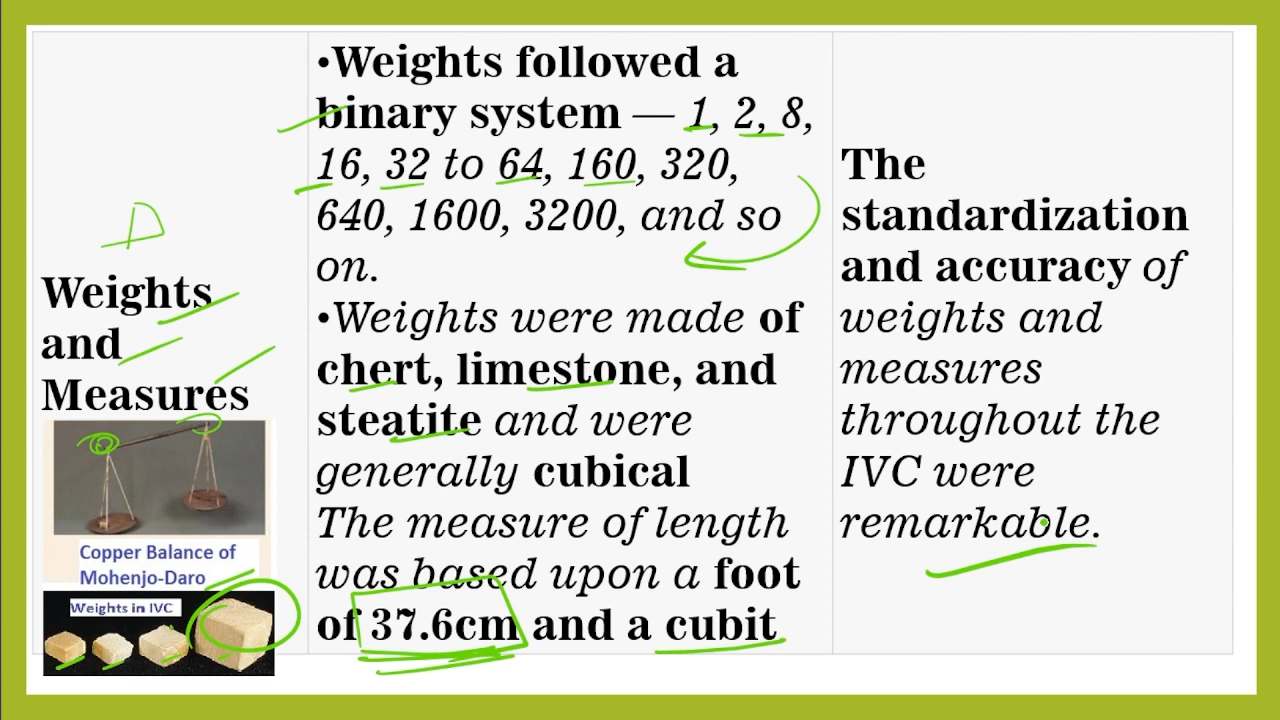 Weights
and
Measures
Copper Balance of
Mohenjo-Daro
Weights in IVC
•Weights followed a
binary system — 1, 2, 8,
16, 32 to 64, 160, 320,
640, 1600, 3200, and so
on.
•Weights were made of
chert, limestone, and
steatite and were
generally cubical
The measure of length
was based upon a foot
of 37.6cm and a cubit
The
standardization
and accuracy of
weights and
measures
throughout the
IVC were
remarkable.